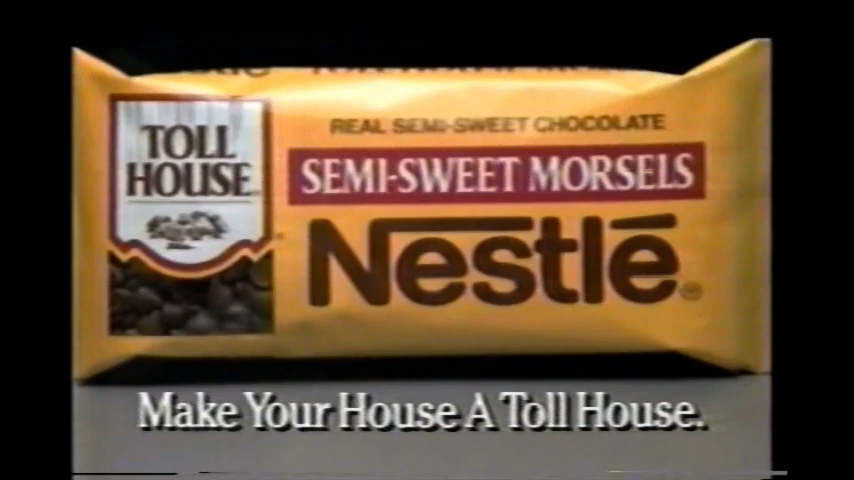 REAL SEMI-SWEET CHOCOLATE
TOLL
HOUSE
SEMI-SWEET MORSELS
Nestlé®
Make Your House A Toll House.